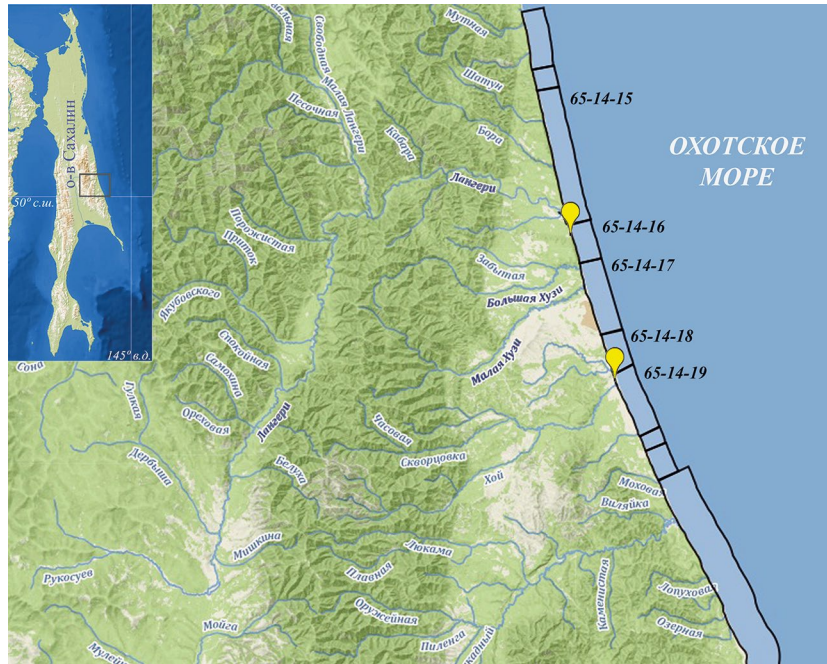 о-в Сахалин
50° с.ш.
145° в.д.
Мутная
Свободная
Малая Лангери
Шатун
Песочная
Кабара
Бора
65-14-15
ОХОТСКОЕ
МОРЕ
Лангери
Порожистая
Приток
65-14-16
Забытая
65-14-17
Якубовского
Большая Хузи
Спокойная
65-14-18
Малая Хузи
Самохина
65-14-19
Сона
Гулкая
Ореховая
Лангери
Часовая
Скворцовка
Дербыша
Белуха
Хой
Моховая
Виляйка
Мишкина
Люкама
Плавная
Рукосуев
Каменистая
Лопуховая
Оружейная
Мойга
Пиленга
Озерная